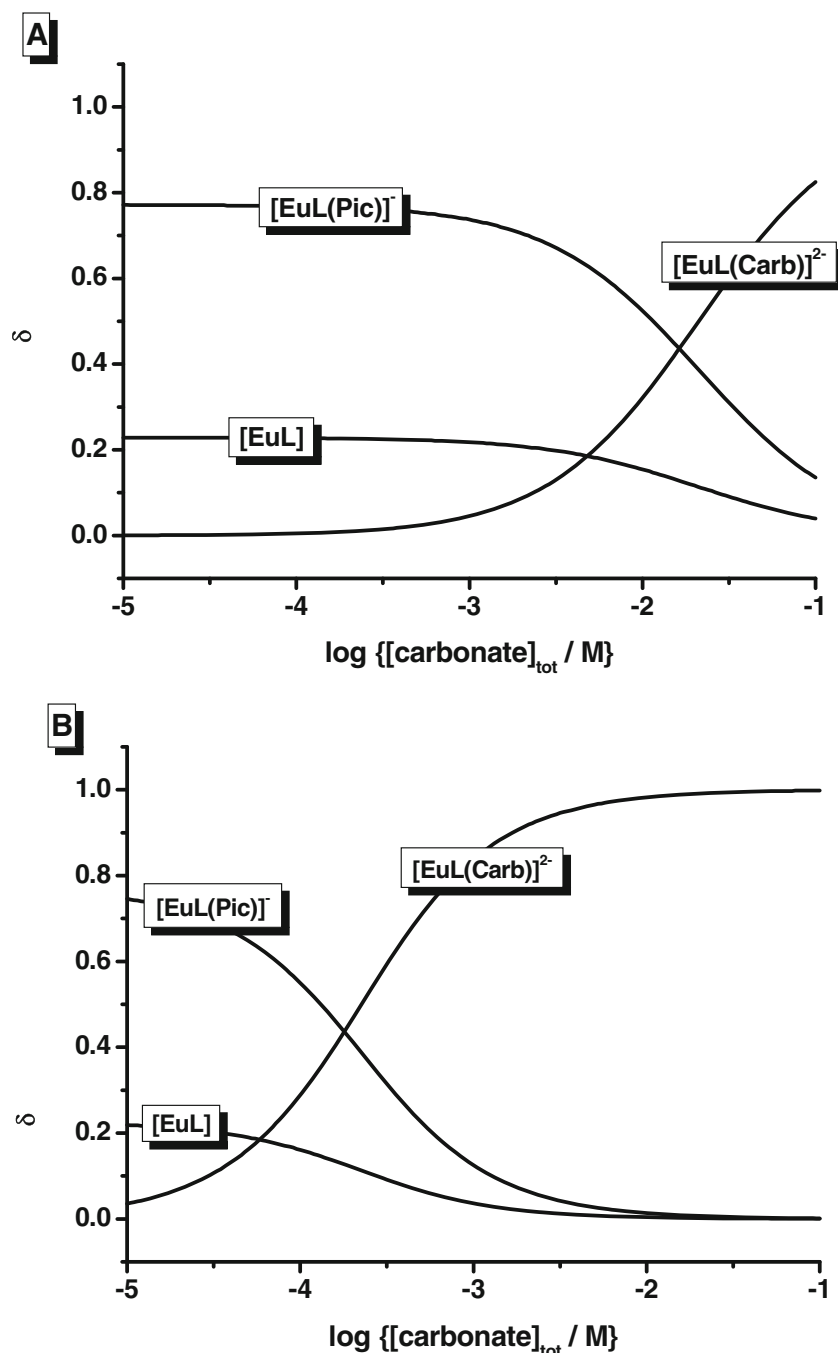 A
1.0
0.8
0.6
0.4
0.2
0.0
δ
[EuL(Pic)]⁻
[EuL(Carb)]²⁻
[EuL]
-5 -4 -3 -2 -1
log {[carbonate]tot / M}
B
1.0
0.8
0.6
0.4
0.2
0.0
δ
[EuL(Carb)]²⁻
[EuL(Pic)]⁻
[EuL]
-5 -4 -3 -2 -1
log {[carbonate]tot / M}